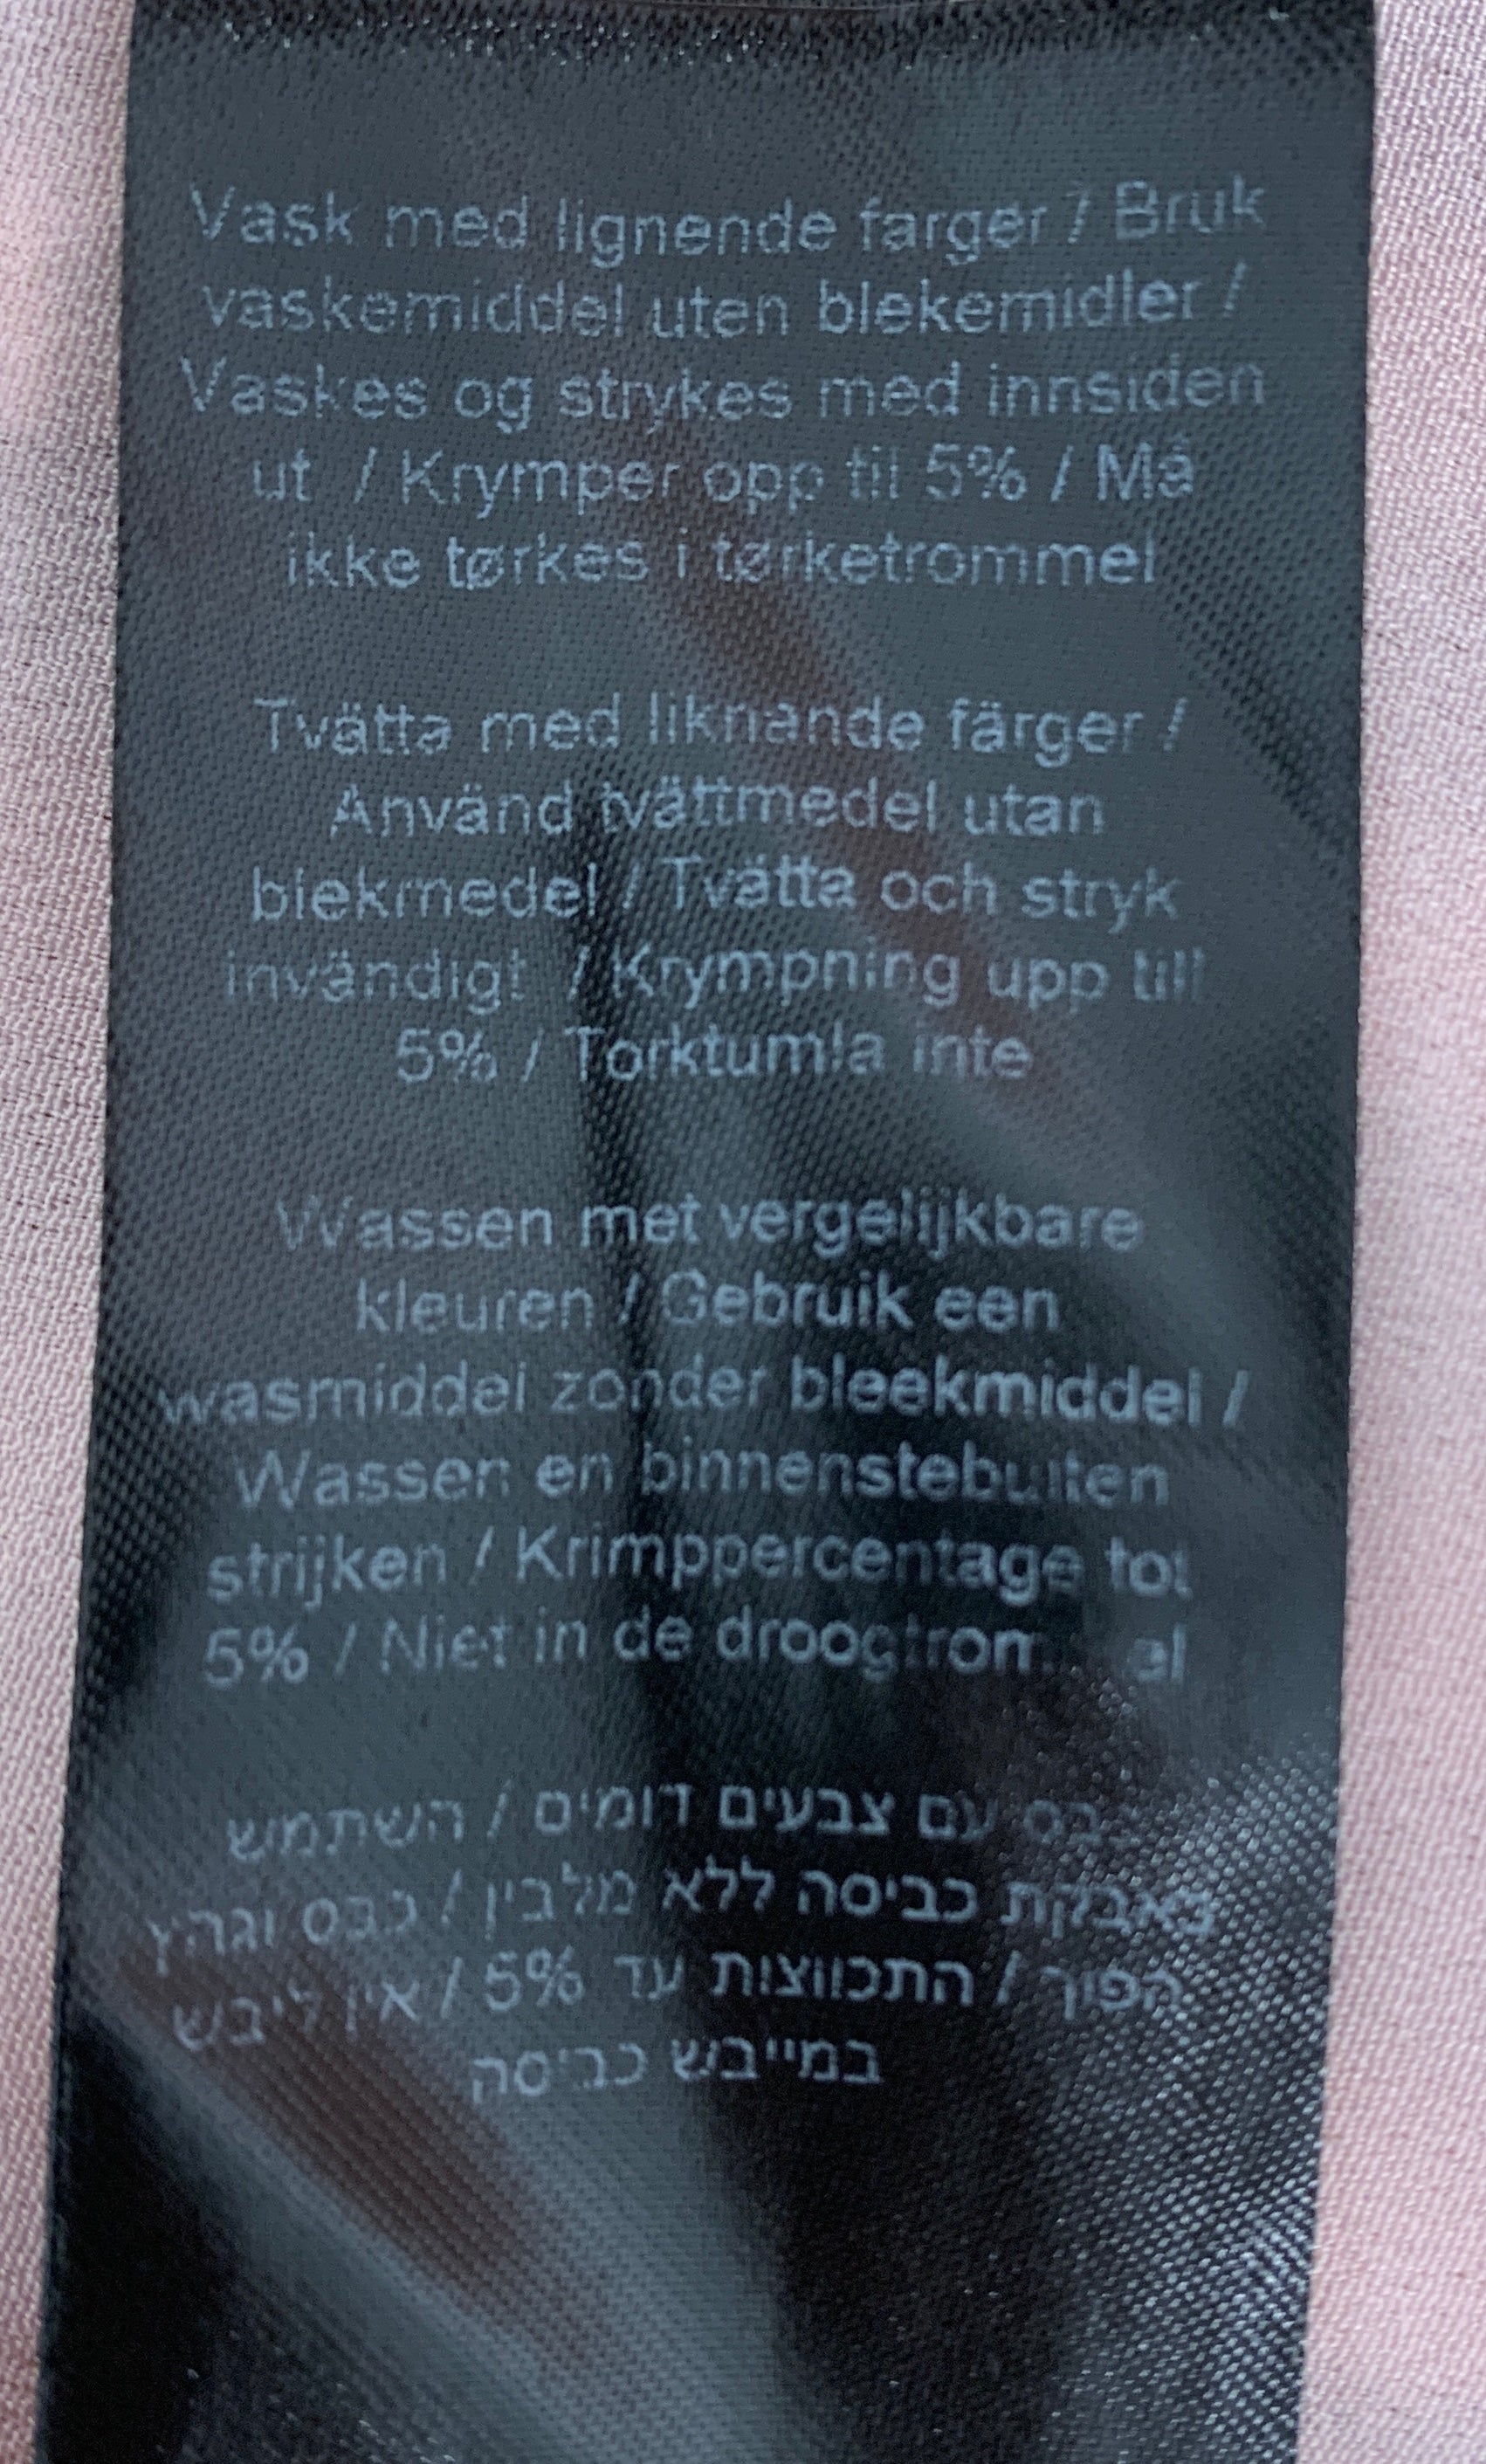 Vask med lignende farger / Bruk
vaskemiddel uten blekemidler /
Vaskes og strykes med innsiden
ut / Krymper opp til 5% / Må
ikke tørkes i tørketrommel
Tvätta med liknande färger /
Använd tvättmedel utan
blekmedel / Tvätta och stryk
invändigt / Krympning upp till
5% / Torktumla inte
Wassen met vergelijkbare
kleuren / Gebruik een
wasmiddel zonder bleekmiddel /
Wassen en binnenstebuiten
strijken / Krimppercentage tot
5% / Niet in de
עם צבעים דומים / השתמש
באבקת כביסה ללא מלבין / כבס וגהץ
הפוך / התכווצות עד 5% / אין לייבש
במייבש כביסה